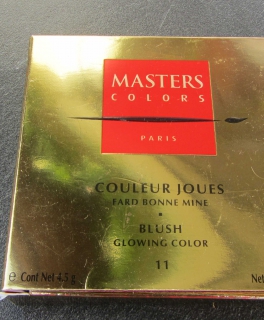 MASTERS
COLORS
PARIS
COULEUR JOUES
FARD BONNE MINE
•
BLUSH
GLOWING COLOR
11
℮ Cont Net 4,5 g
Net